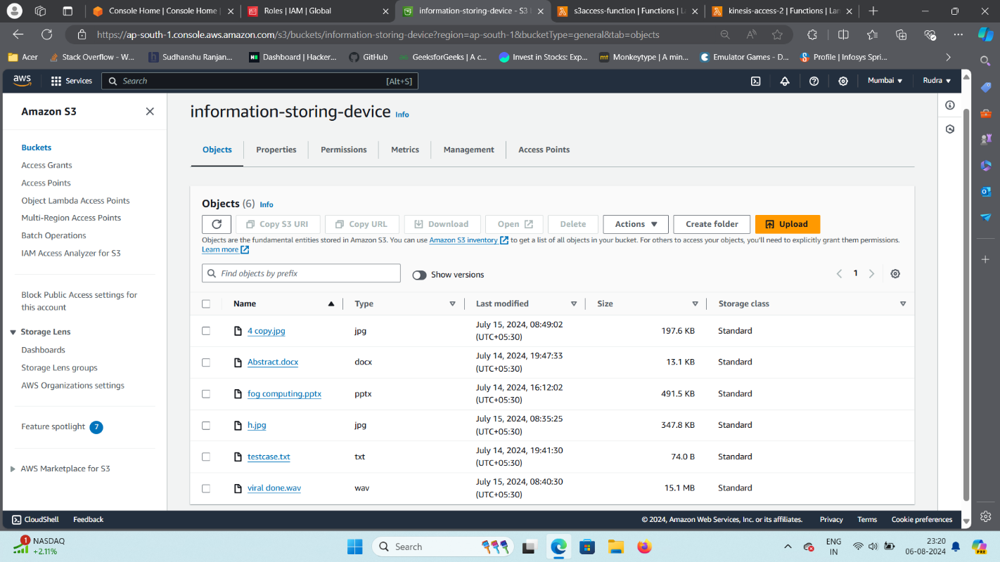 Console Home | Console Home |
Roles | IAM | Global
information-storing-device - S3
s3access-function | Functions | La
kinesis-access-2 | Functions | Lam
https://ap-south-1.console.aws.amazon.com/s3/buckets/information-storing-device?region=ap-south-1&bucketType=general&tab=objects
Acer
Stack Overflow - W...
Sudhanshu Ranjan...
Dashboard | Hacker...
GitHub
GeeksforGeeks | A c...
Invest in Stocks: Exp...
Monkeytype | A min...
Emulator Games - D...
Profile | Infosys Spri...
aws
Services
Search
[Alt+S]
Mumbai
Rudra
Amazon S3
Buckets
Access Grants
Access Points
Object Lambda Access Points
Multi-Region Access Points
Batch Operations
IAM Access Analyzer for S3
Block Public Access settings for
this account
Storage Lens
Dashboards
Storage Lens groups
AWS Organizations settings
Feature spotlight 7
AWS Marketplace for S3
information-storing-device Info
Objects
Properties
Permissions
Metrics
Management
Access Points
Objects (6) Info
Copy S3 URI
Copy URL
Download
Open
Delete
Actions
Create folder
Upload
Objects are the fundamental entities stored in Amazon S3. You can use Amazon S3 inventory to get a list of all objects in your bucket. For others to access your objects, you'll need to explicitly grant them permissions.
Learn more
Find objects by prefix
Show versions
1
Name Type Last modified Size Storage class
4 copy.jpg jpg July 15, 2024, 08:49:02 (UTC+05:30) 197.6 KB Standard
Abstract.docx docx July 14, 2024, 19:47:33 (UTC+05:30) 13.1 KB Standard
fog computing.pptx pptx July 14, 2024, 16:12:02 (UTC+05:30) 491.5 KB Standard
h.jpg jpg July 15, 2024, 08:35:25 (UTC+05:30) 347.8 KB Standard
testcase.txt txt July 14, 2024, 19:41:30 (UTC+05:30) 74.0 B Standard
viral done.wav wav July 15, 2024, 08:40:30 (UTC+05:30) 15.1 MB Standard
CloudShell
Feedback
© 2024, Amazon Web Services, Inc. or its affiliates.
Privacy
Terms
Cookie preferences
1
NASDAQ
+2.11%
Search
ENG
IN
23:20
06-08-2024
PRE